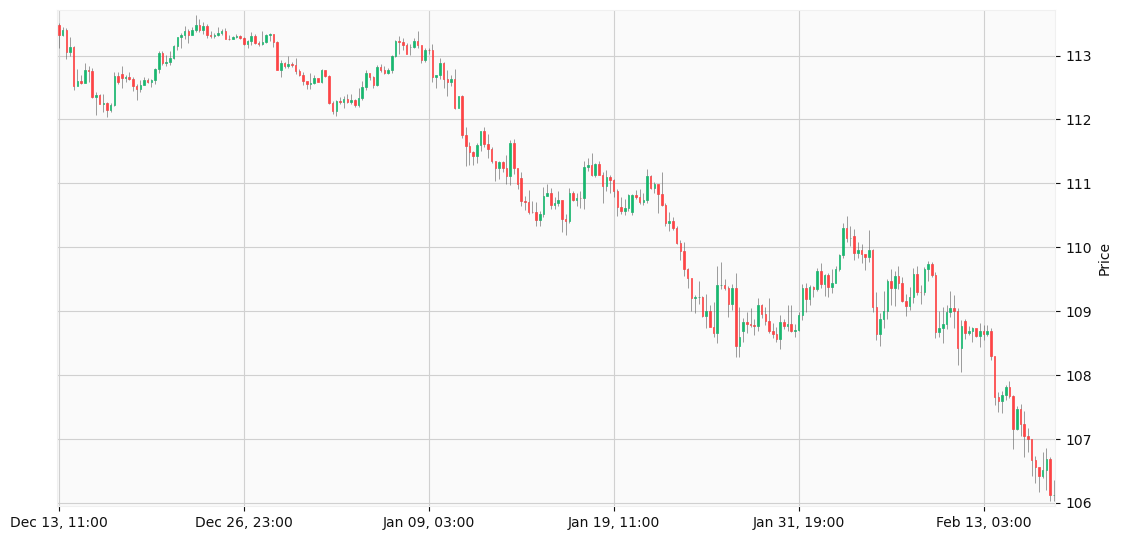 113
112
111
110
109
108
107
106
Price
Dec 13, 11:00
Dec 26, 23:00
Jan 09, 03:00
Jan 19, 11:00
Jan 31, 19:00
Feb 13, 03:00